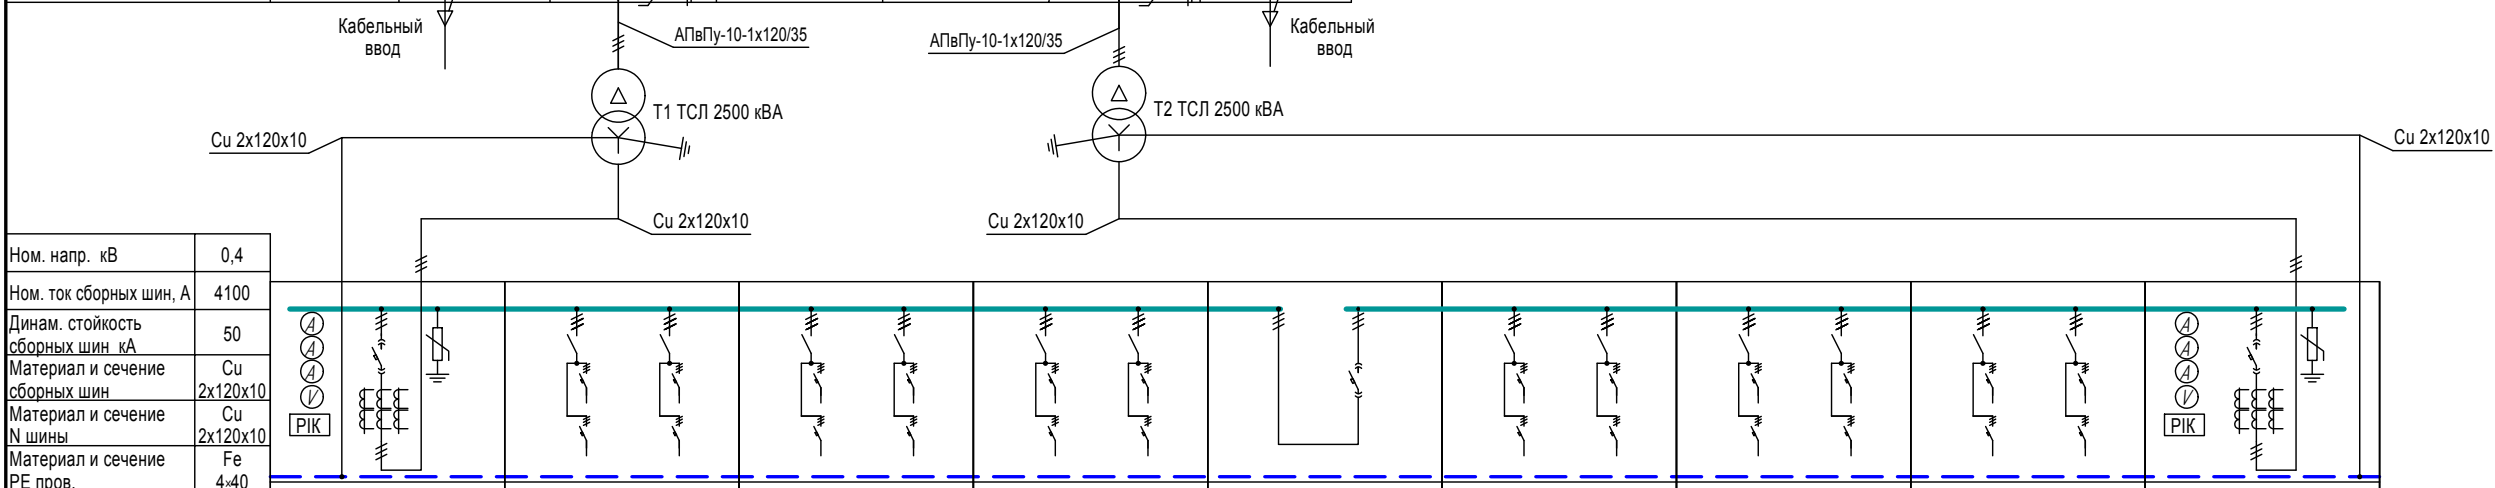 Кабельный
ввод
АПвПу-10-1х120/35
АПвПу-10-1х120/35
Кабельный
ввод
Т1 ТСЛ 2500 кВА
Т2 ТСЛ 2500 кВА
Cu 2х120х10
Cu 2х120х10
Cu 2х120х10
Cu 2х120х10
Ном. напр. кВ
0,4
Ном. ток сборных шин, А
4100
Динам. стойкость
сборных шин кА
50
Материал и сечение
сборных шин
Cu
2х120х10
Материал и сечение
N шины
Cu
2х120х10
Материал и сечение
РЕ пров.
Fe
4×40
A
A
A
V
PIК
A
A
A
V
PIК